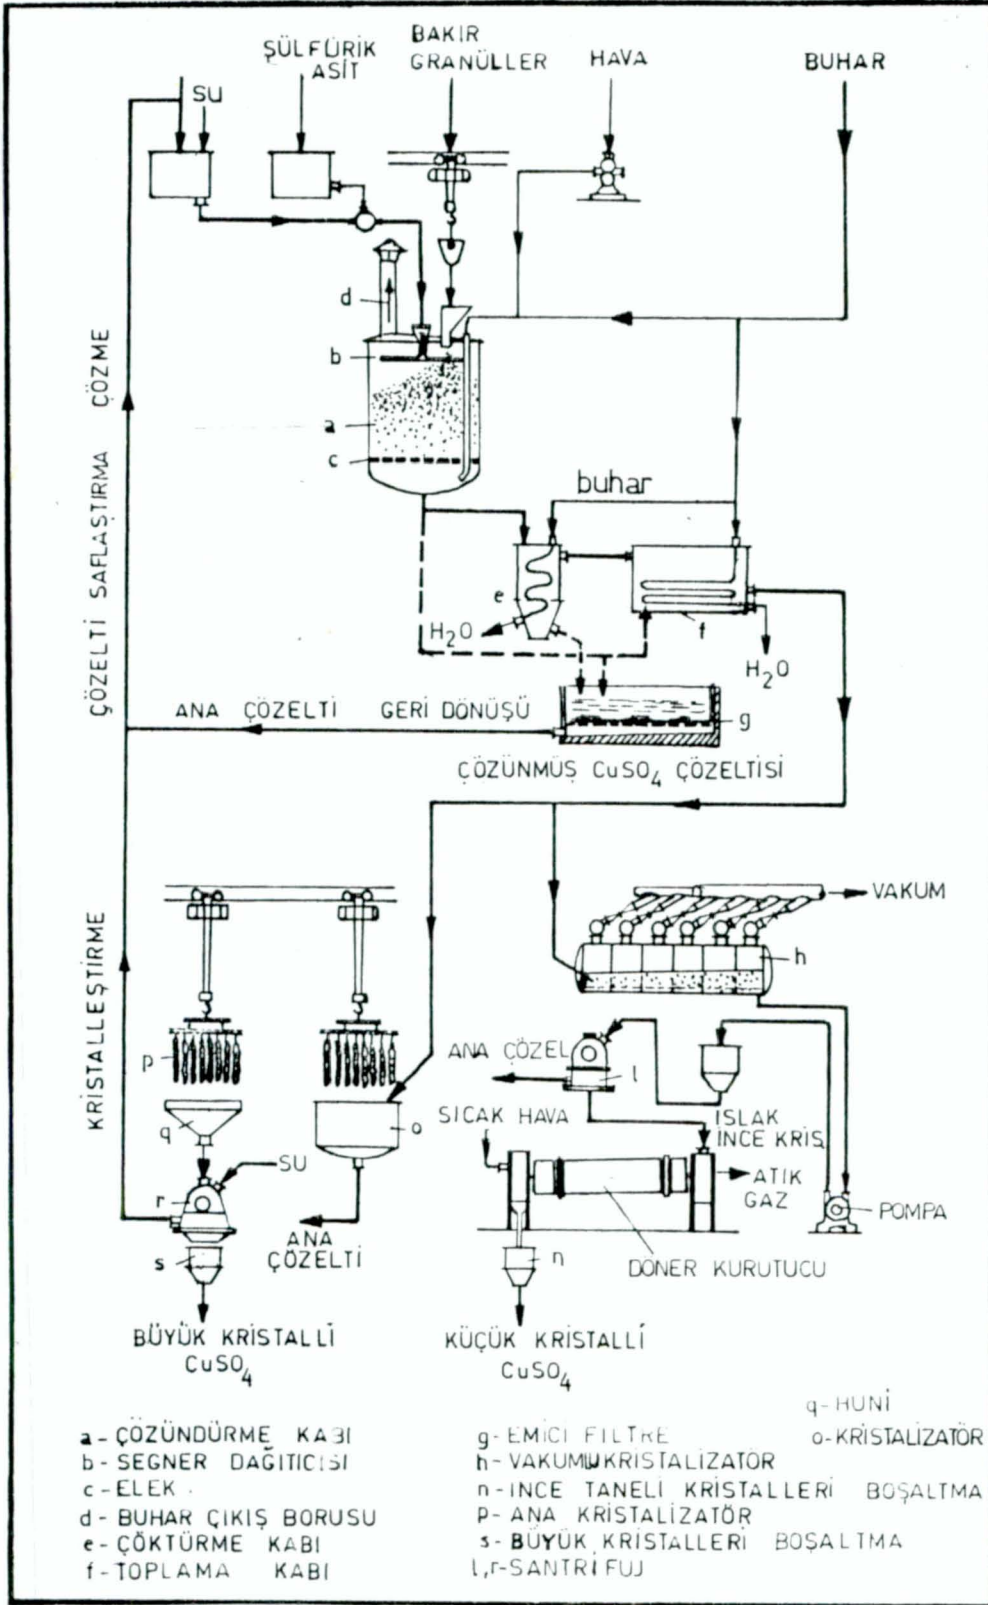 ŞÜLFÜRİK
ASİT
BAKIR
GRANÜLLER
HAVA
BUHAR
SU
d
b
a
c
buhar
e
f
H₂O
H₂O
ÇÖZELTİ SAFLAŞTIRMA ÇÖZME
ANA ÇÖZELTİ GERİ DÖNÜŞÜ
g
ÇÖZÜNMÜŞ CuSO₄ ÇÖZELTİSİ
KRİSTALLEŞTİRME
VAKUM
h
p
ANA ÇÖZEL
l
q
o
SICAK HAVA
ISLAK
İNCE KRİS
SU
ATIK
GAZ
r
POMPA
ANA
ÇÖZELTİ
s
n
DÖNER KURUTUCU
BÜYÜK KRİSTALLİ
CuSO₄
KÜÇÜK KRİSTALLİ
CuSO₄
a- ÇÖZÜNDÜRME KABI
b- SEGNER DAĞITICISI
c- ELEK
d- BUHAR ÇIKIŞ BORUSU
e- ÇÖKTÜRME KABI
f- TOPLAMA KABI
g- EMİCİ FİLTRE
h- VAKUMLU KRİSTALİZATÖR
n- INCE TANELİ KRİSTALLERİ BOŞALTMA
p- ANA KRİSTALİZATÖR
s- BÜYÜK KRİSTALLERİ BOŞALTMA
l,r- SANTRİFUJ
q- HUNİ
o- KRİSTALİZATÖR